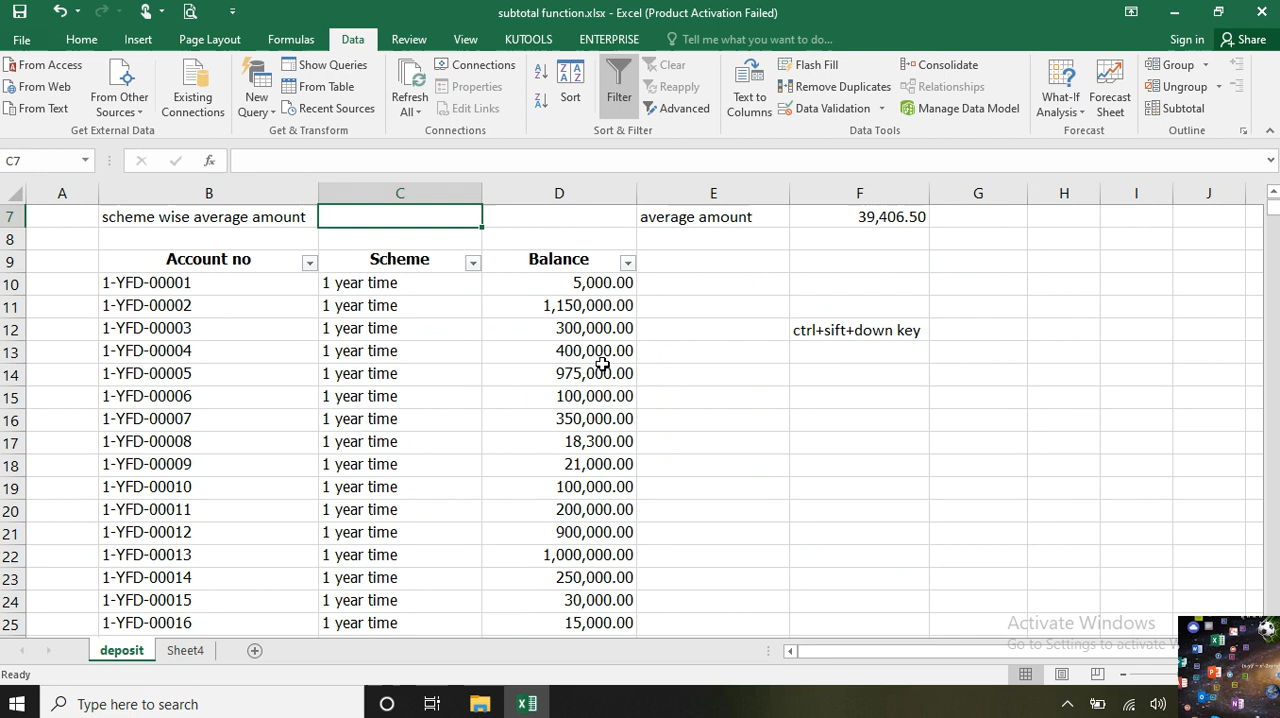 subtotal function.xlsx - Excel (Product Activation Failed)
File Home Insert Page Layout Formulas Data Review View KUTOOLS ENTERPRISE Tell me what you want to do... Sign in Share
From Access
From Web
From Text
From Other Sources
Existing Connections
Get External Data
New Query
Show Queries
From Table
Recent Sources
Get & Transform
Refresh All
Connections
Properties
Edit Links
Connections
Sort
Filter
Clear
Reapply
Advanced
Sort & Filter
Text to Columns
Flash Fill
Remove Duplicates
Data Validation
Consolidate
Relationships
Manage Data Model
Data Tools
What-If Analysis
Forecast Sheet
Forecast
Group
Ungroup
Subtotal
Outline
C7 fx
A B C D E F G H I J
7 scheme wise average amount average amount 39,406.50
8
9 Account no Scheme Balance
10 1-YFD-00001 1 year time 5,000.00
11 1-YFD-00002 1 year time 1,150,000.00
12 1-YFD-00003 1 year time 300,000.00 ctrl+sift+down key
13 1-YFD-00004 1 year time 400,000.00
14 1-YFD-00005 1 year time 975,000.00
15 1-YFD-00006 1 year time 100,000.00
16 1-YFD-00007 1 year time 350,000.00
17 1-YFD-00008 1 year time 18,300.00
18 1-YFD-00009 1 year time 21,000.00
19 1-YFD-00010 1 year time 100,000.00
20 1-YFD-00011 1 year time 200,000.00
21 1-YFD-00012 1 year time 900,000.00
22 1-YFD-00013 1 year time 1,000,000.00
23 1-YFD-00014 1 year time 250,000.00
24 1-YFD-00015 1 year time 30,000.00
25 1-YFD-00016 1 year time 15,000.00
Activate Windows
Go to Settings to activate
deposit Sheet4
Ready
Type here to search